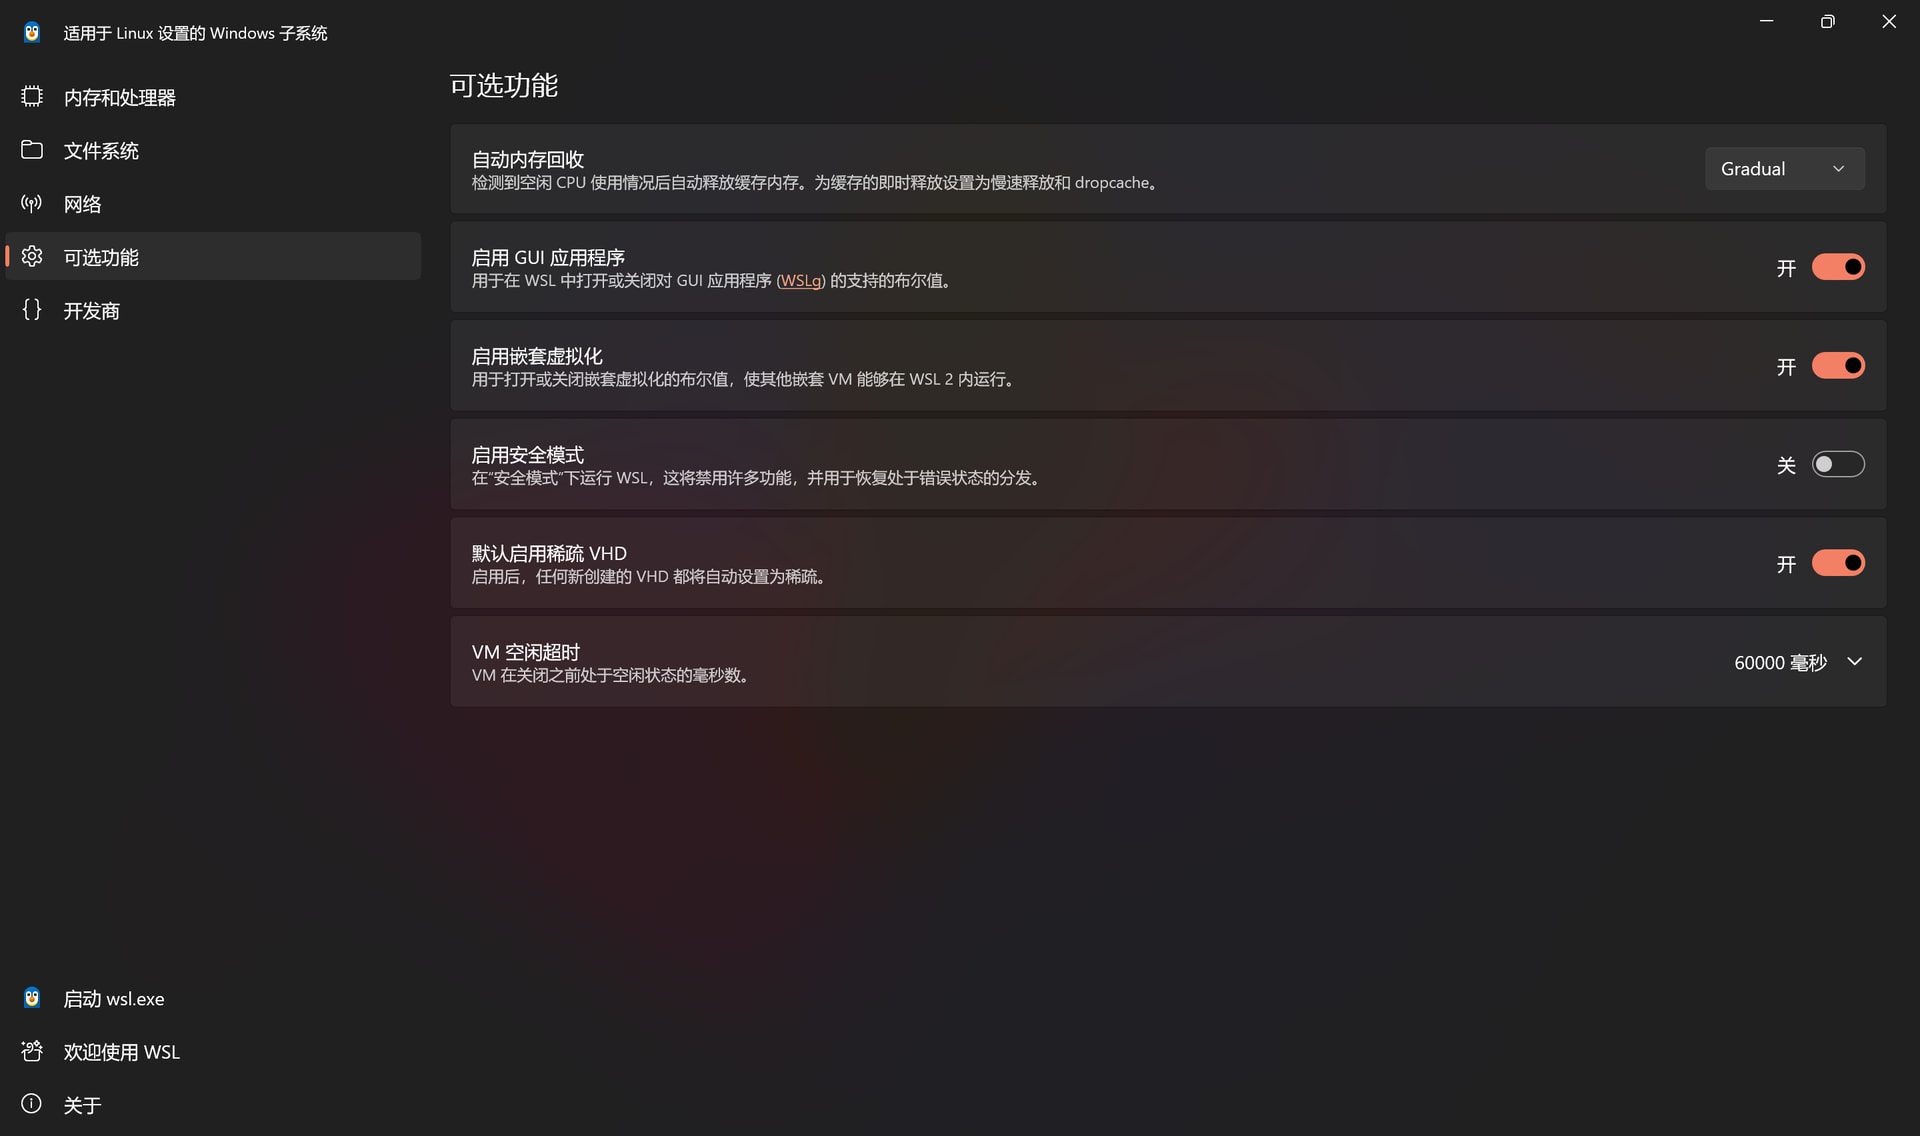 适用于 Linux 设置的 Windows 子系统
内存和处理器
文件系统
网络
可选功能
开发商
可选功能
自动内存回收
检测到空闲 CPU 使用情况后自动释放缓存内存。为缓存的即时释放设置为慢速释放和 dropcache。
Gradual
启用 GUI 应用程序
用于在 WSL 中打开或关闭对 GUI 应用程序 (WSLg) 的支持的布尔值。
开
启用嵌套虚拟化
用于打开或关闭嵌套虚拟化的布尔值，使其他嵌套 VM 能够在 WSL 2 内运行。
开
启用安全模式
在“安全模式”下运行 WSL，这将禁用许多功能，并用于恢复处于错误状态的分发。
关
默认启用稀疏 VHD
启用后，任何新创建的 VHD 都将自动设置为稀疏。
开
VM 空闲超时
VM 在关闭之前处于空闲状态的毫秒数。
60000 毫秒
启动 wsl.exe
欢迎使用 WSL
关于